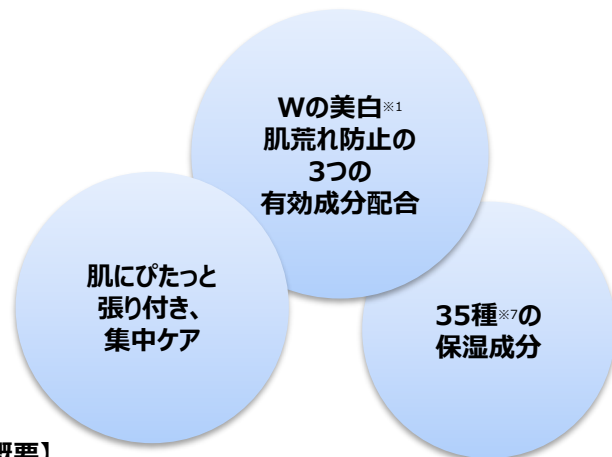 Wの美白※1
肌荒れ防止の
3つの
有効成分配合
肌にぴたっと
張り付き、
集中ケア
35種※7の
保湿成分
概要】